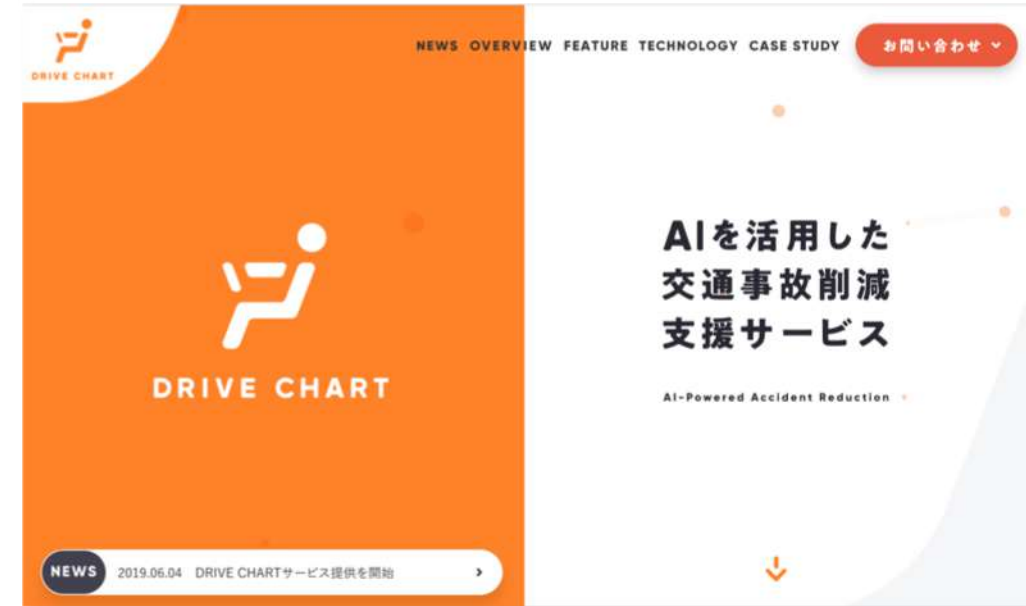 DRIVE CHART
NEWS OVERVIEW FEATURE TECHNOLOGY CASE STUDY お問い合わせ
DRIVE CHART
AIを活用した
交通事故削減
支援サービス
AI-Powered Accident Reduction
NEWS 2019.06.04 DRIVE CHARTサービス提供を開始